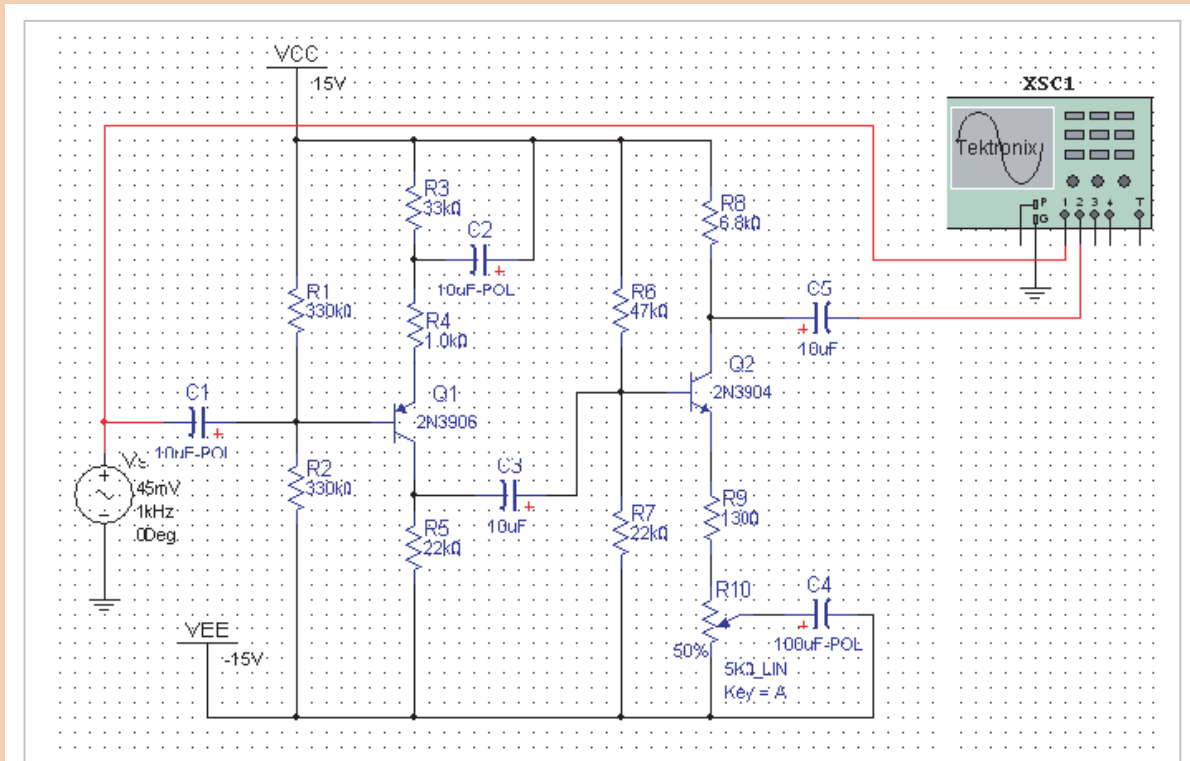 VCC
15V
XSC1
Tektronix
P
G
1 2 3 4
T
R3
33kΩ
C2
10uF-POL
R8
6.8kΩ
R1
330kΩ
R4
1.0kΩ
R6
47kΩ
C5
10uF
C1
10uF-POL
Q1
2N3906
Q2
2N3904
Vs
45mV
1kHz
0Deg
R2
330kΩ
C3
10uF
R5
22kΩ
R7
22kΩ
R9
130Ω
R10
50%
5KΩ_LIN
Key = A
C4
100uF-POL
VEE
-15V